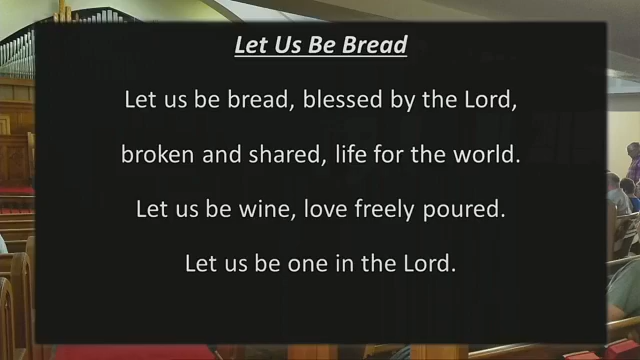 Let Us Be Bread
Let us be bread, blessed by the Lord,
broken and shared, life for the world.
Let us be wine, love freely poured.
Let us be one in the Lord.